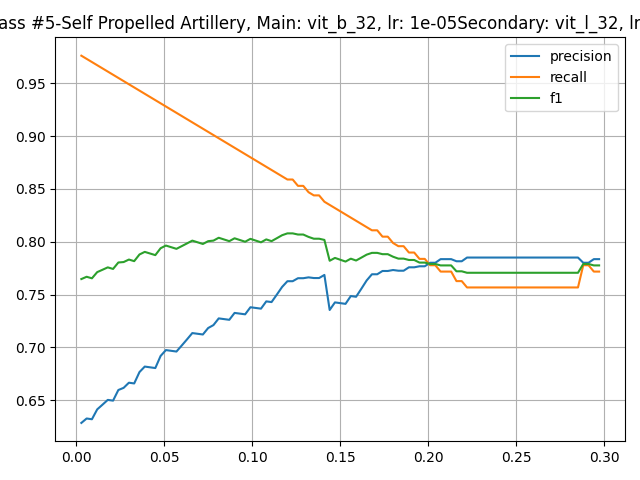 ass #5-Self Propelled Artillery, Main: vit_b_32, lr: 1e-05Secondary: vit_l_32, lr
precision
recall
f1
0.95
0.90
0.85
0.80
0.75
0.70
0.65
0.00 0.05 0.10 0.15 0.20 0.25 0.30